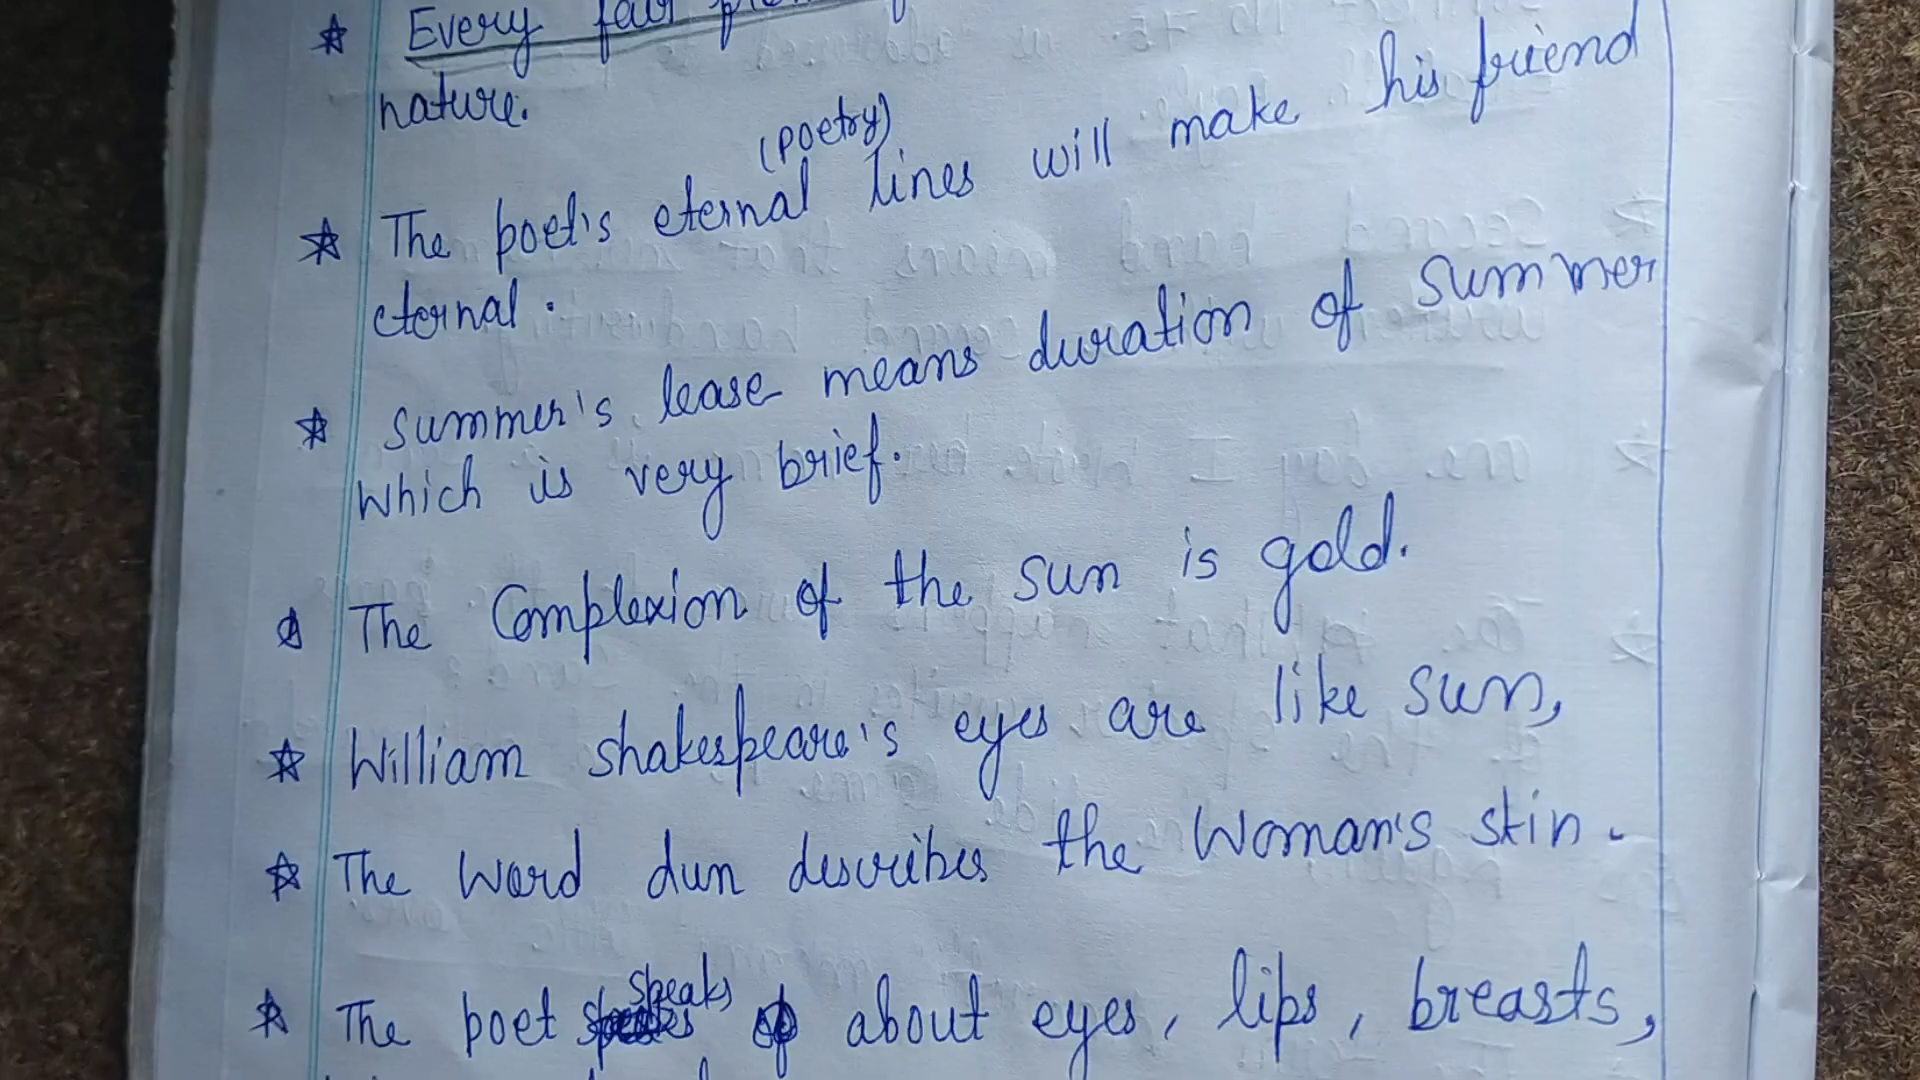 ☆ Every fair
nature.
☆ The poet's eternal (poetry) lines will make his friend
eternal.
☆ Summer's lease means duration of summer
which is very brief.
☆ The Complexion of the sun is gold.
☆ William shakespeare's eyes are like sun,
☆ The word dun describes the Woman's skin.
☆ The poet speaks about eyes, lips, breasts,